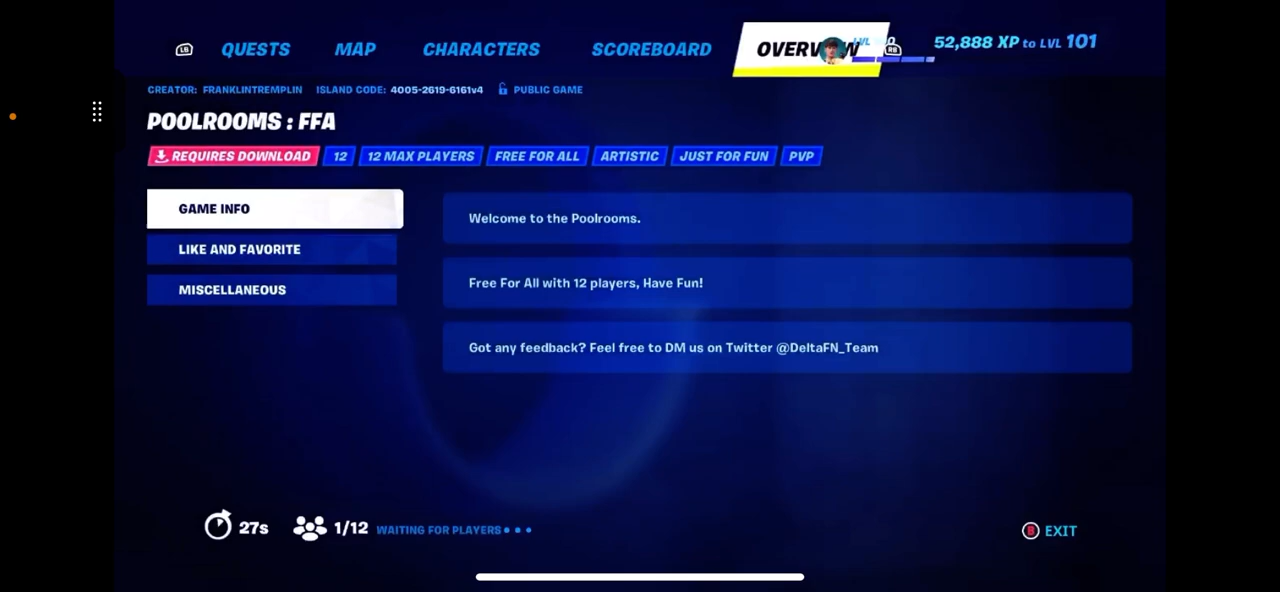 LB QUESTS MAP CHARACTERS SCOREBOARD RB 52,888 XP to LVL 101
CREATOR: FRANKLINTREMPLIN ISLAND CODE: 4005-2619-6161v4 PUBLIC GAME
POOLROOMS : FFA
REQUIRES DOWNLOAD 12 12 MAX PLAYERS FREE FOR ALL ARTISTIC JUST FOR FUN PVP
GAME INFO
LIKE AND FAVORITE
MISCELLANEOUS
Welcome to the Poolrooms.
Free For All with 12 players, Have Fun!
Got any feedback? Feel free to DM us on Twitter @DeltaFN_Team
27s 1/12 WAITING FOR PLAYERS
B EXIT